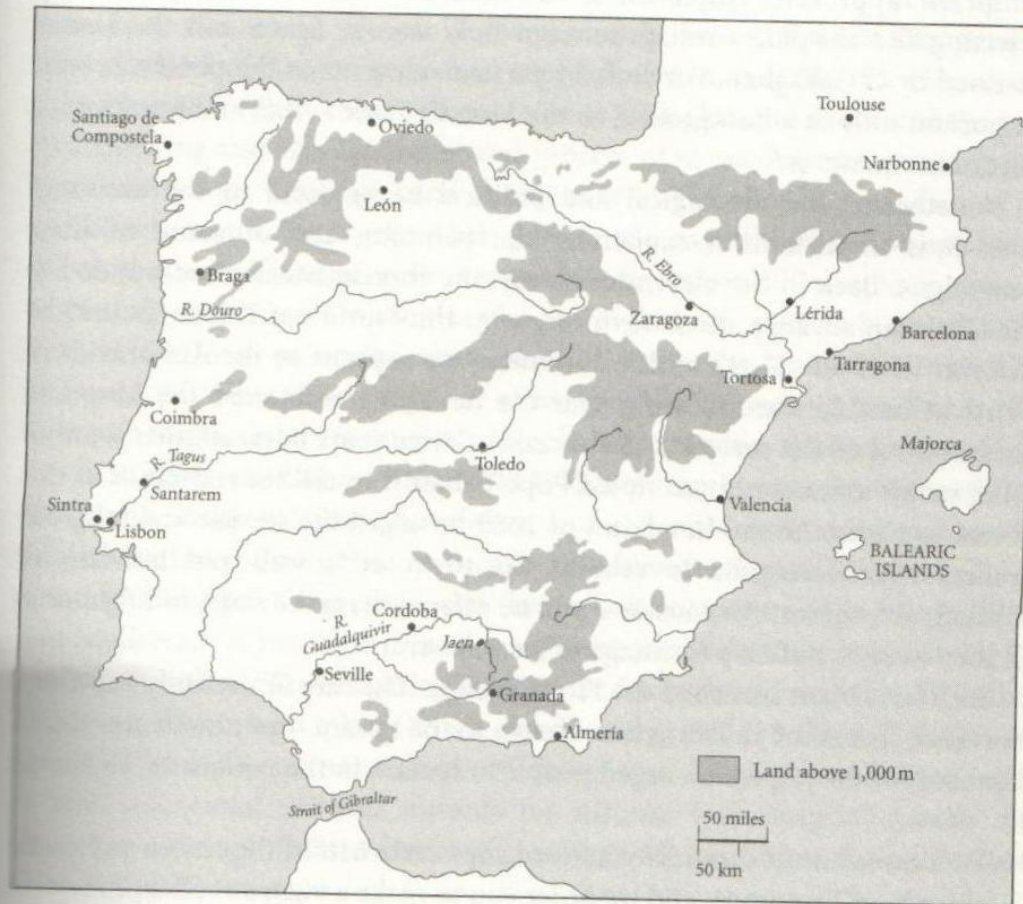 Toulouse
Santiago de
Compostela
Oviedo
Narbonne
León
R. Ebro
Braga
R. Douro
Zaragoza
Lérida
Barcelona
Tarragona
Tortosa
Coimbra
Majorca
R. Tagus
Toledo
Santarem
Valencia
Sintra
Lisbon
BALEARIC
ISLANDS
Cordoba
R.
Guadalquivir
Jaen
Seville
Granada
Almería
Land above 1,000 m
Strait of Gibraltar
50 miles
50 km